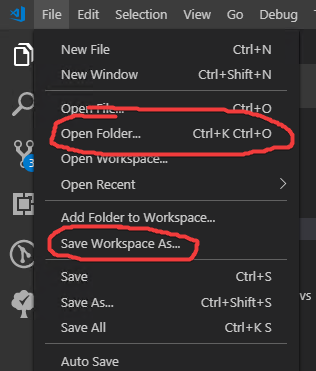 File Edit Selection View Go Debug
New File Ctrl+N
New Window Ctrl+Shift+N
Open File... Ctrl+O
Open Folder... Ctrl+K Ctrl+O
Open Workspace...
Open Recent
Add Folder to Workspace...
Save Workspace As...
Save Ctrl+S
Save As... Ctrl+Shift+S
vs
Save All Ctrl+K S
Auto Save